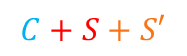 C + S + S′